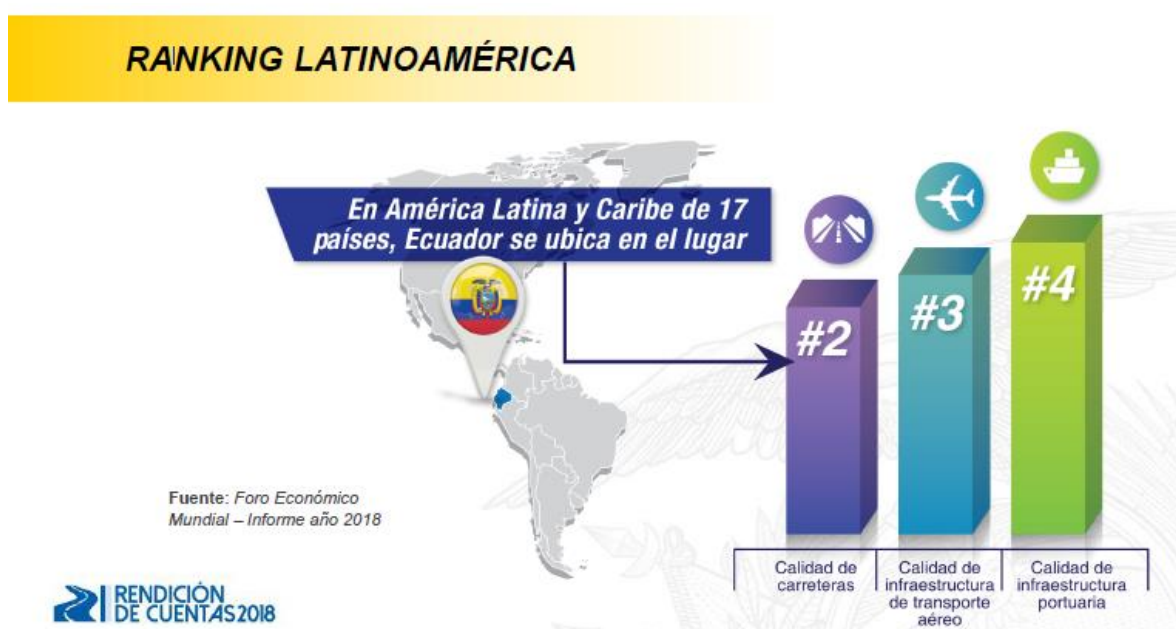 RANKING LATINOAMÉRICA
En América Latina y Caribe de 17
países, Ecuador se ubica en el lugar
#2
#3
#4
Calidad de
carreteras
Calidad de
infraestructura
de transporte
aéreo
Calidad de
infraestructura
portuaria
Fuente: Foro Económico
Mundial – Informe año 2018
RENDICIÓN
DE CUENTAS2018